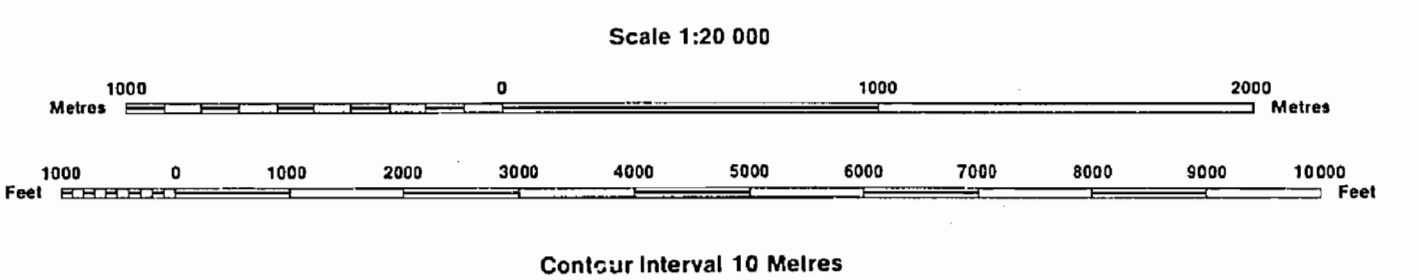 Scale 1:20 000
1000 0 1000 2000
Metres Metres
1000 0 1000 2000 3000 4000 5000 6000 7000 8000 9000 10000
Feet Feet
Contour Interval 10 Metres